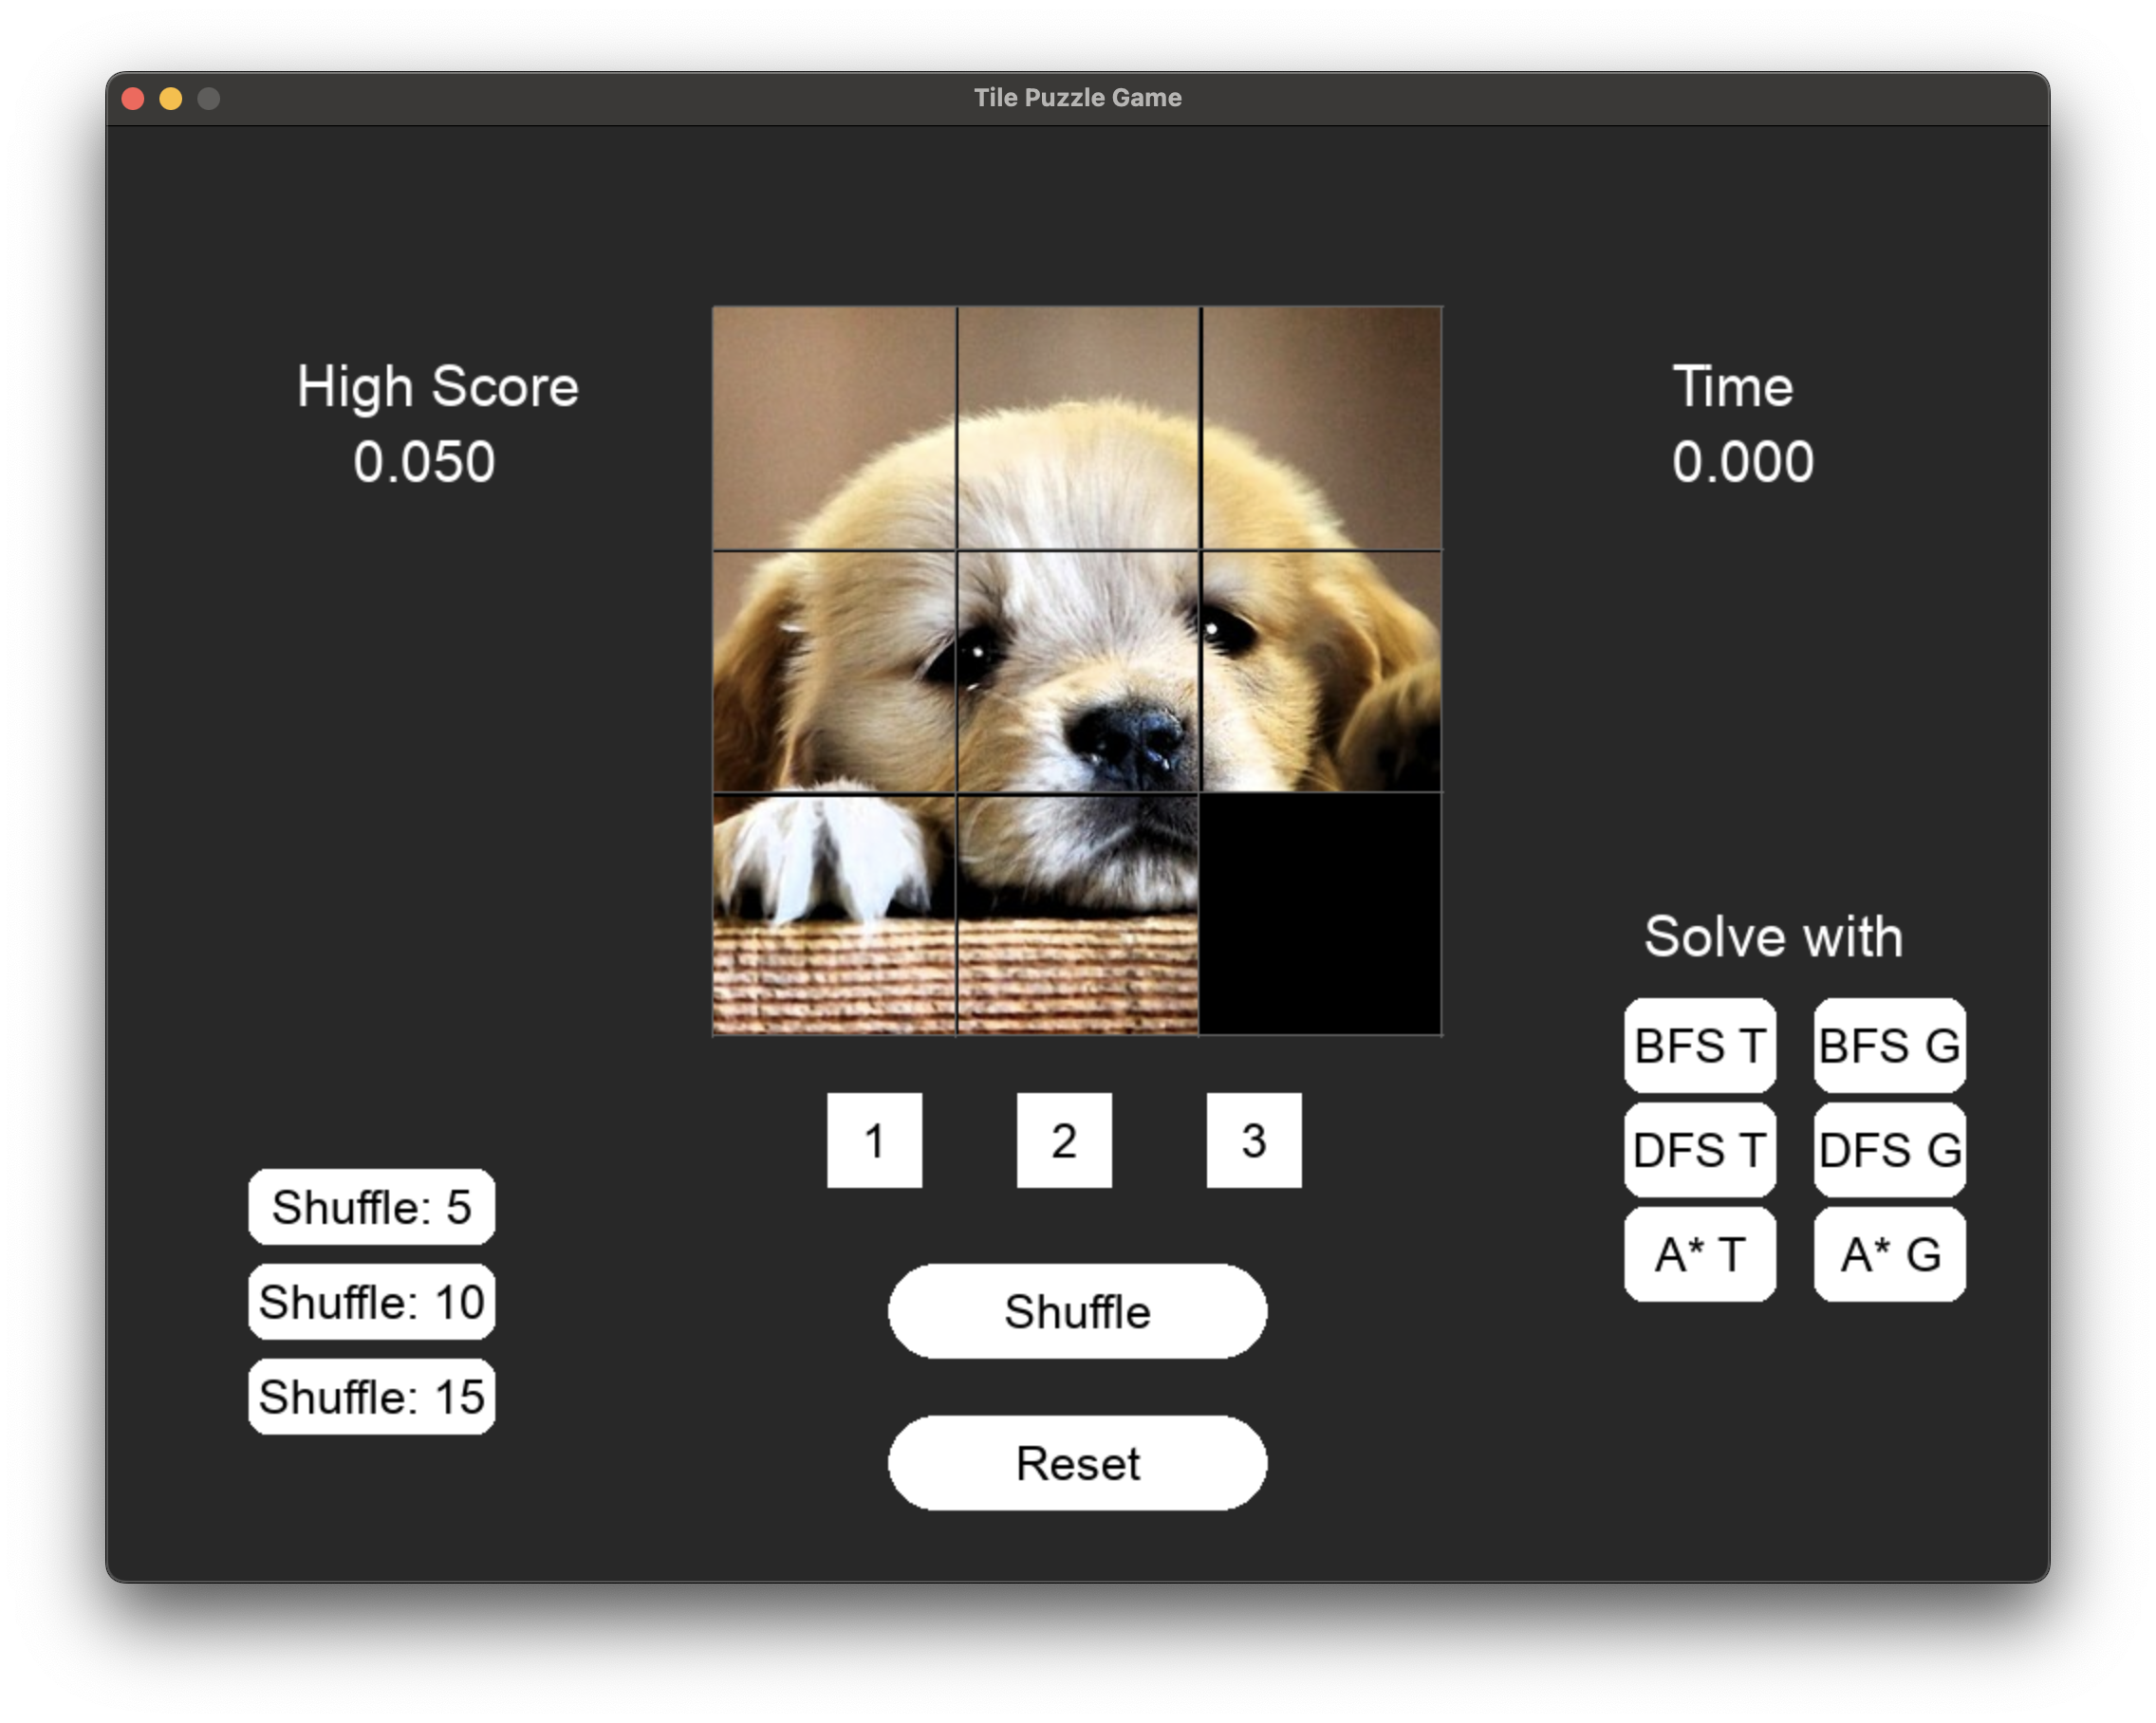 Tile Puzzle Game
High Score
0.050
Time
0.000
Solve with
BFS T
BFS G
DFS T
DFS G
A* T
A* G
1
2
3
Shuffle: 5
Shuffle: 10
Shuffle: 15
Shuffle
Reset